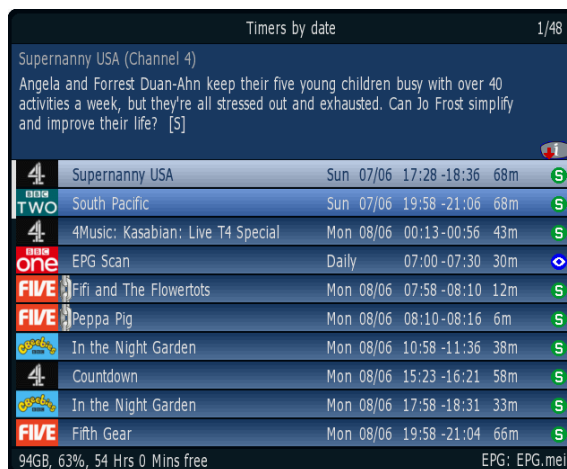 Timers by date 1/48
Supernanny USA (Channel 4)
Angela and Forrest Duan-Ahn keep their five young children busy with over 40
activities a week, but they're all stressed out and exhausted. Can Jo Frost simplify
and improve their life? [S]
i
4 Supernanny USA Sun 07/06 17:28-18:36 68m S
BBC TWO South Pacific Sun 07/06 19:58-21:06 68m S
4 4Music: Kasabian: Live T4 Special Mon 08/06 00:13-00:56 43m S
BBC one EPG Scan Daily 07:00-07:30 30m
FIVE Fifi and The Flowertots Mon 08/06 07:58-08:10 12m S
FIVE Peppa Pig Mon 08/06 08:10-08:16 6m S
CBeebies In the Night Garden Mon 08/06 10:58-11:36 38m S
4 Countdown Mon 08/06 15:23-16:21 58m S
CBeebies In the Night Garden Mon 08/06 17:58-18:31 33m S
FIVE Fifth Gear Mon 08/06 19:58-21:04 66m S
94GB, 63%, 54 Hrs 0 Mins free EPG: EPG.mei